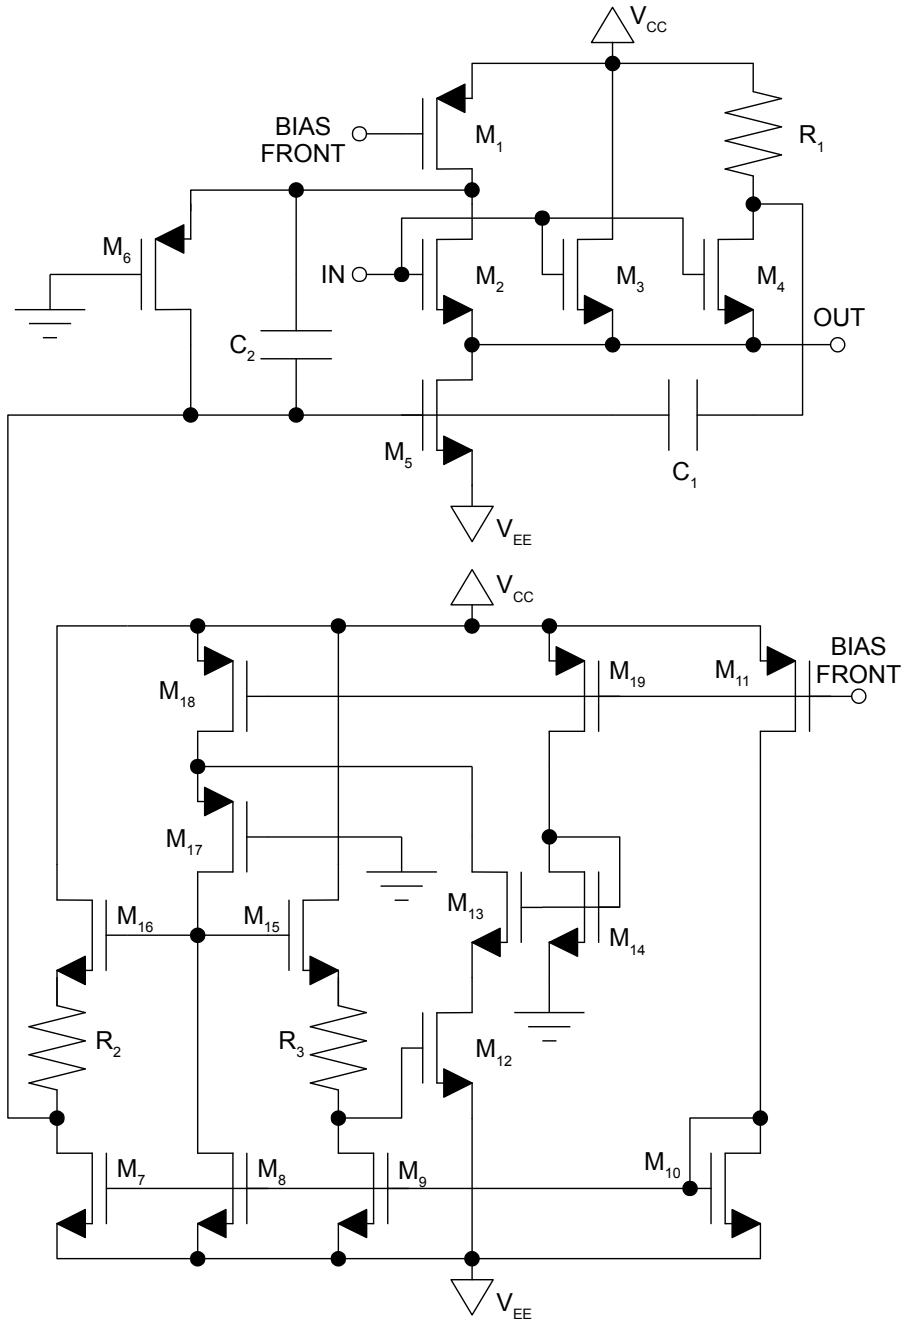 V_CC
BIAS
FRONT
M_1
R_1
M_6
IN
M_2
M_3
M_4
OUT
C_2
M_5
C_1
V_EE
V_CC
BIAS
FRONT
M_18
M_19
M_11
M_17
M_16
M_15
M_13
M_14
R_2
R_3
M_12
M_7
M_8
M_9
M_10
V_EE